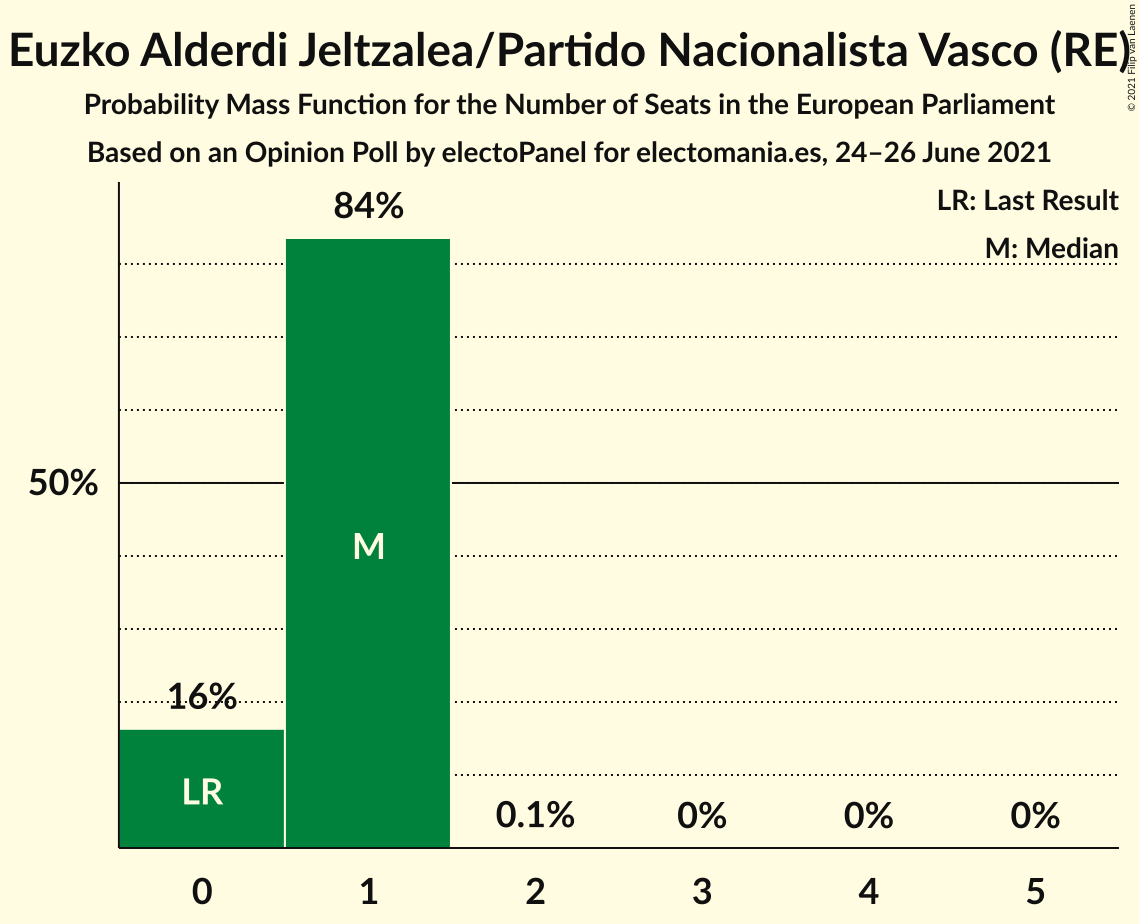 Euzko Alderdi Jeltzalea/Partido Nacionalista Vasco (RE)
© 2021 Filip van Laenen
Probability Mass Function for the Number of Seats in the European Parliament
Based on an Opinion Poll by electoPanel for electomania.es, 24–26 June 2021
LR: Last Result
M: Median
84%
50%
M
16%
LR
0.1%
0%
0%
0%
0 1 2 3 4 5